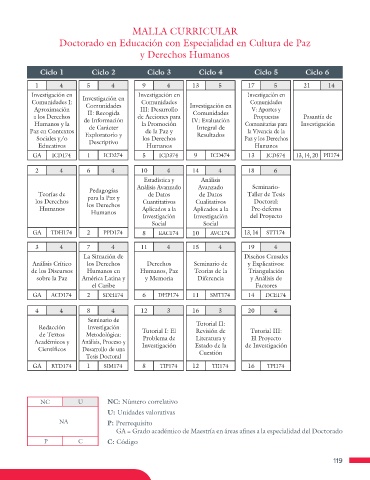 MALLA CURRICULAR
Doctorado en Educación con Especialidad en Cultura de Paz
y Derechos Humanos
Ciclo 1 Ciclo 2 Ciclo 3 Ciclo 4 Ciclo 5 Ciclo 6
1 4 5 4 9 4 13 5 17 5 21 14
Investigación en Comunidades I: Aproximación a los Derechos Humanos y la Paz en Contextos Sociales y/o Educativos
Investigación en Comunidades II: Recogida de Información de Carácter Exploratorio y Descriptivo
Investigación en Comunidades III: Desarrollo de Acciones para la Promoción de la Paz y los Derechos Humanos
Investigación en Comunidades IV: Evaluación Integral de Resultados
Investigación en Comunidades V: Aportes y Propuestas Comunitarias para la Vivencia de la Paz y los Derechos Humanos
Pasantía de Investigación
GA ICD174 1 ICD274 5 ICD374 9 ICD474 13 ICD574 13, 14, 20 PIT174
2 4 6 4 10 4 14 4 18 6
Teorías de los Derechos Humanos
Pedagogías para la Paz y los Derechos Humanos
Estadística y Análisis Avanzado de Datos Cuantitativos Aplicados a la Investigación Social
Análisis Avanzado de Datos Cualitativos Aplicados a la Investigación Social
Seminario-Taller de Tesis Doctoral: Pre-defensa del Proyecto
GA TDH174 2 PPD174 8 EAC174 10 AVC174 13, 14 STT174
3 4 7 4 11 4 15 4 19 4
Análisis Crítico de los Discursos sobre la Paz
La Situación de los Derechos Humanos en América Latina y el Caribe
Derechos Humanos, Paz y Memoria
Seminario de Teorías de la Diferencia
Diseños Causales y Explicativos: Triangulación y Análisis de Factores
GA ACD174 2 SDH174 6 DHP174 11 SMT174 14 DCE174
4 4 8 4 12 3 16 3 20 4
Redacción de Textos Académicos y Científicos
Seminario de Investigación Metodológica: Análisis, Proceso y Desarrollo de una Tesis Doctoral
Tutorial I: El Problema de Investigación
Tutorial II: Revisión de Literatura y Estado de la Cuestión
Tutorial III: El Proyecto de Investigación
GA RTD174 1 SIM174 8 TIP174 12 12 16 TPI174
NC U NC: Número correlativo
U: Unidades valorativas
NA P: Prerrequisito
GA = Grado académico de Maestría en áreas afines a la especialidad del Doctorado
P C C: Código
119